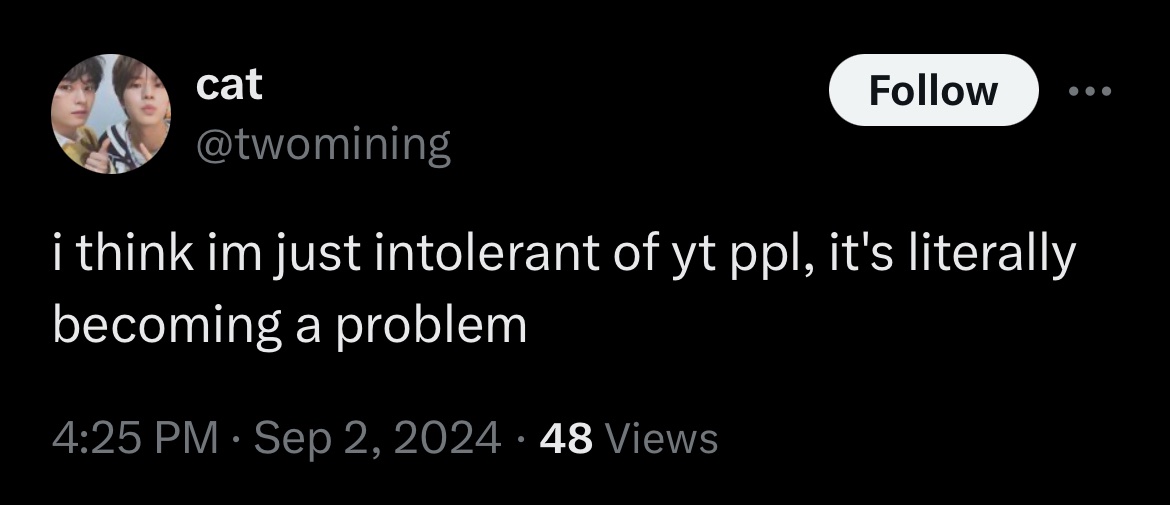 cat
Follow
@twomining
i think im just intolerant of yt ppl, it's literally
becoming a problem
4:25 PM · Sep 2, 2024 · 48 Views